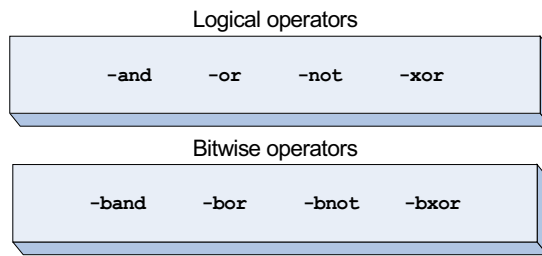 Logical operators
-and -or -not -xor
Bitwise operators
-band -bor -bnot -bxor